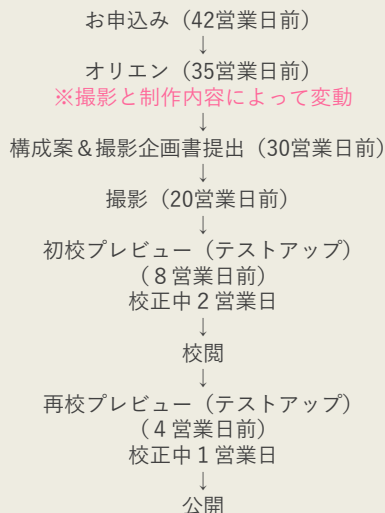 お申込み（42営業日前）
↓
オリエン（35営業日前）
※撮影と制作内容によって変動
↓
構成案＆撮影企画書提出（30営業日前）
↓
撮影（20営業日前）
↓
初校プレビュー（テストアップ）
（８営業日前）
校正中２営業日
↓
校閲
↓
再校プレビュー（テストアップ）
（４営業日前）
校正中１営業日
↓
公開